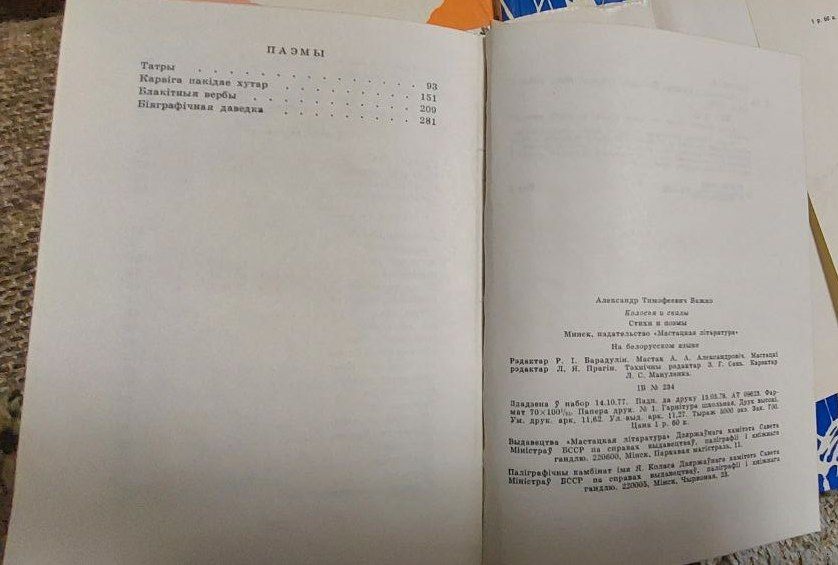 ПАЭМЫ
Татры 93
Карвіга пакідае хутар 151
Блакітныя вербы 209
Біяграфічная даведка 281
1 р. 60 к.
Александр Тимофеевич Бажко
Колосья и скалы
Стихи и поэмы
Минск, издательство «Мастацкая літаратура»
На белорусском языке
Рэдактар Р. І. Барадулін. Мастак А. А. Александровіч. Мастацкі
рэдактар Л. Я. Прагін. Тэхнічны рэдактар З. Г. Карэктар
Л. С. Мануленка.
ІБ № 234
Зладзена ў набор 14.10.77. Падп. да друку 13.03.78. АТ 09623. Фар-
мат 70×100¹/₃₂. Папера друк. № 1. Гарнітура школьная. Друк высокі.
Ум. друк. арк. 11,62. Ул.-выд. арк. 11,27. Тыраж 5000 экз. Зак.
Цана 1 р. 60 к.
Выдавецтва «Мастацкая літаратура» Дзяржаўнага камітэта Савета
Міністраў БССР па справах выдавецтваў, паліграфіі і кніжнага
гандлю. 220600, Мінск, Паркавая магістраль, 11.
Паліграфічны камбінат імя Я. Коласа Дзяржаўнага камітэта Савета
Міністраў БССР па справах выдавецтваў, паліграфіі і кніжнага
гандлю. 220005, Мінск, Чырвоная, 23.